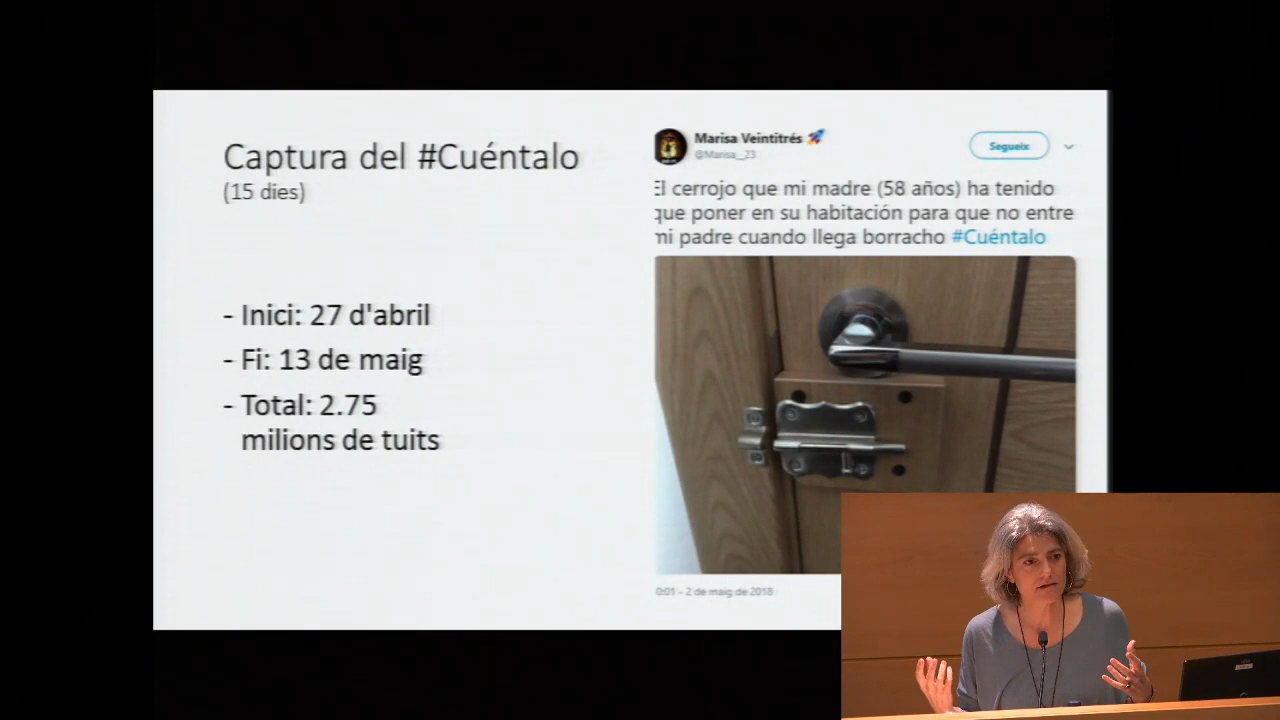 Captura del #Cuéntalo
(15 dies)
- Inici: 27 d'abril
- Fi: 13 de maig
- Total: 2.75
milions de tuits
Marisa Veintitrés 🚀
@Marisa__23
Segueix
El cerrojo que mi madre (58 años) ha tenido
que poner en su habitación para que no entre
mi padre cuando llega borracho #Cuéntalo
0:01 - 2 de maig de 2018